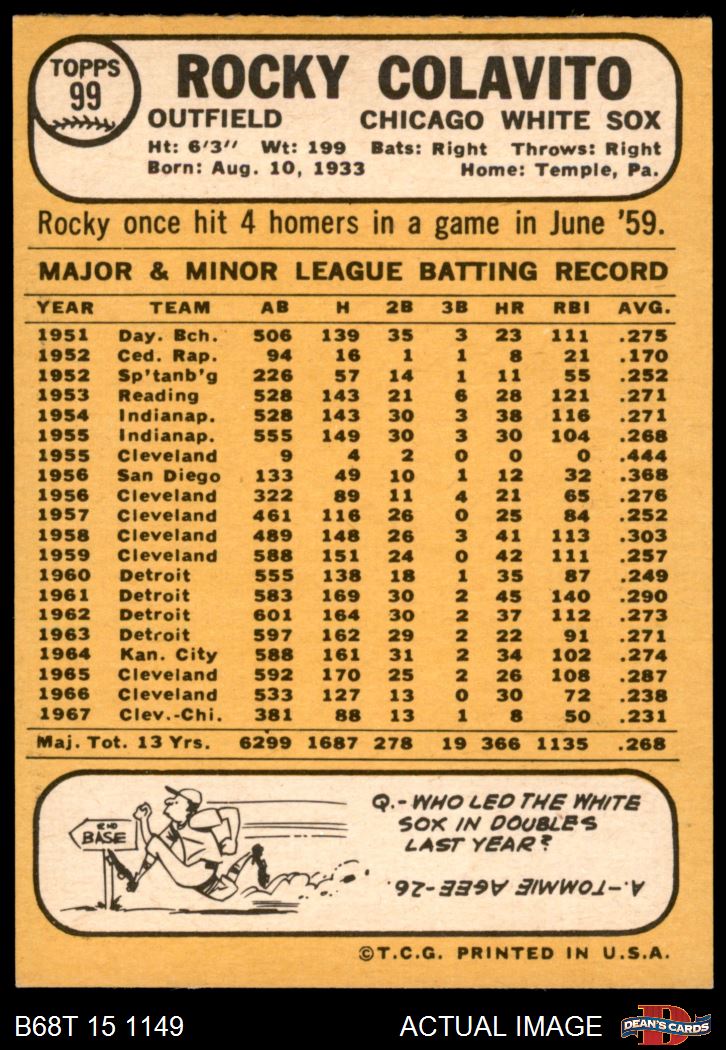 TOPPS
99
ROCKY COLAVITO
OUTFIELD CHICAGO WHITE SOX
Ht: 6'3" Wt: 199 Bats: Right Throws: Right
Born: Aug. 10, 1933 Home: Temple, Pa.
Rocky once hit 4 homers in a game in June '59.
MAJOR & MINOR LEAGUE BATTING RECORD
YEAR TEAM AB H 2B 3B HR RBI AVG.
1951 Day. Bch. 506 139 35 3 23 111 .275
1952 Ced. Rap. 94 16 1 1 8 21 .170
1952 Sp'tanb'g 226 57 14 1 11 55 .252
1953 Reading 528 143 21 6 28 121 .271
1954 Indianap. 528 143 30 3 38 116 .271
1955 Indianap. 555 149 30 3 30 104 .268
1955 Cleveland 9 4 2 0 0 0 .444
1956 San Diego 133 49 10 1 12 32 .368
1956 Cleveland 322 89 11 4 21 65 .276
1957 Cleveland 461 116 26 0 25 84 .252
1958 Cleveland 489 148 26 3 41 113 .303
1959 Cleveland 588 151 24 0 42 111 .257
1960 Detroit 555 138 18 1 35 87 .249
1961 Detroit 583 169 30 2 45 140 .290
1962 Detroit 601 164 30 2 37 112 .273
1963 Detroit 597 162 29 2 22 91 .271
1964 Kan. City 588 161 31 2 34 102 .274
1965 Cleveland 592 170 25 2 26 108 .287
1966 Cleveland 533 127 13 0 30 72 .238
1967 Clev.-Chi. 381 88 13 1 8 50 .231
Maj. Tot. 13 Yrs. 6299 1687 278 19 366 1135 .268
2ND
BASE
Q.-WHO LED THE WHITE
SOX IN DOUBLES
LAST YEAR?
A.-TOMMIE AGEE-26.
©T.C.G. PRINTED IN U.S.A.
B68T 15 1149 ACTUAL IMAGE
D
DEAN'S CARDS